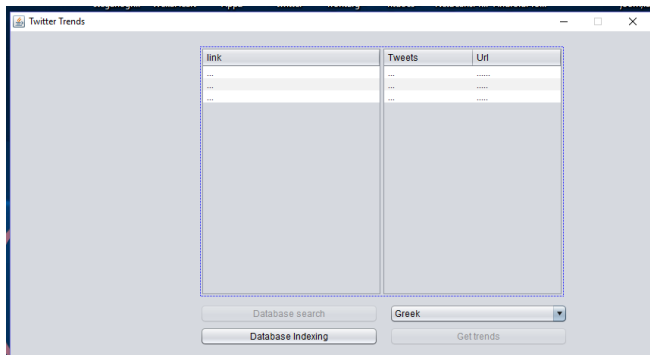 Twitter Trends
link Tweets Url
... ... ......
... ... .....
... ... .....
Database search Greek
Database Indexing Get trends